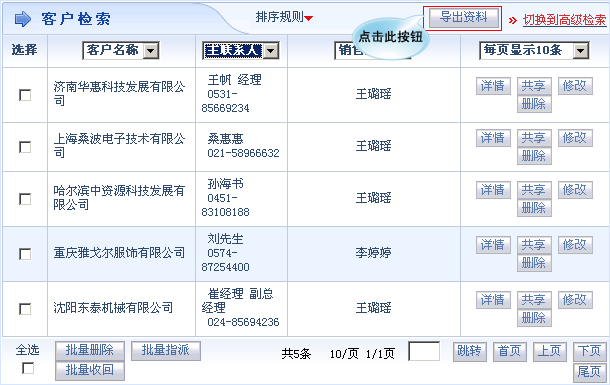 客户检索 排序规则 导出资料 » 切换到高级检索
点击此按钮
选择 客户名称 主联系人 销售 每页显示10条
济南华惠科技发展有限公司
王帆 经理
0531-
85669234
王璐瑶
详情 共享 修改
删除
上海桑波电子技术有限公司
桑惠惠
021-58966632
王璐瑶
详情 共享 修改
删除
哈尔滨中资源科技发展有限公司
孙海书
0451-
83108188
王璐瑶
详情 共享 修改
删除
重庆雅戈尔服饰有限公司
刘先生
0574-
87254400
李婷婷
详情 共享 修改
删除
沈阳东泰机械有限公司
崔经理 副总
经理
024-85694236
王璐瑶
详情 共享 修改
删除
全选 批量删除 批量指派
批量收回
共5条 10/页 1/1页 跳转 首页 上页 下页
尾页